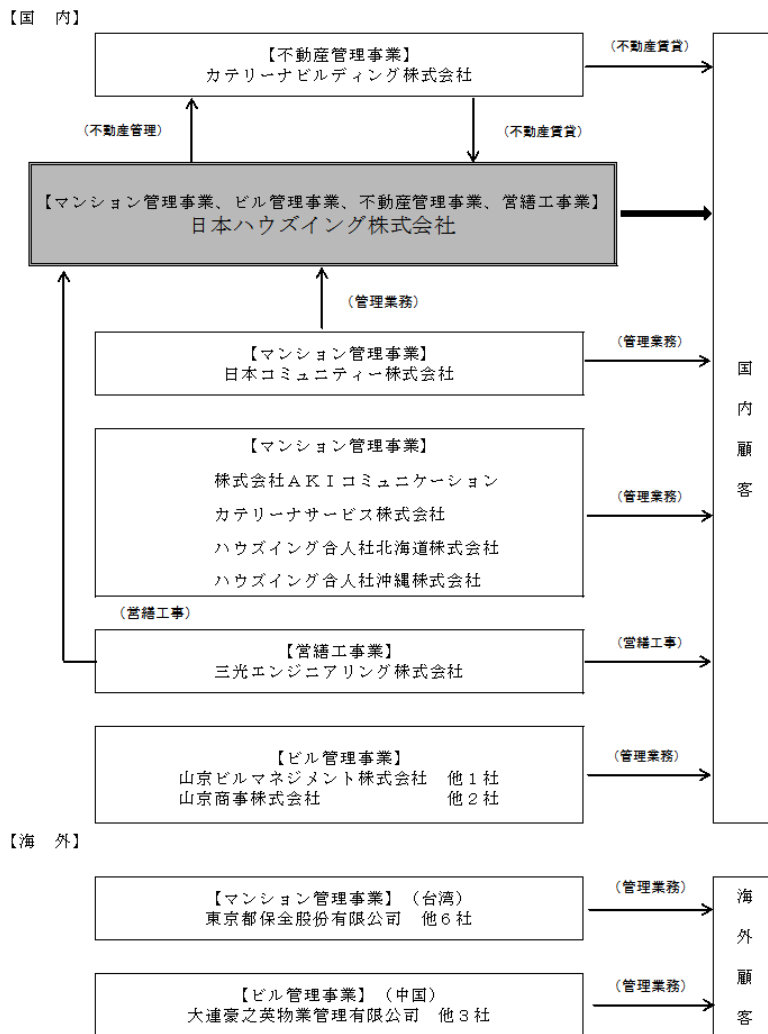 【国　内】
【不動産管理事業】
カテリーナビルディング株式会社
（不動産賃貸）
（不動産管理）
（不動産賃貸）
【マンション管理事業、ビル管理事業、不動産管理事業、営繕工事業】
日本ハウズイング株式会社
（管理業務）
【マンション管理事業】
日本コミュニティー株式会社
（管理業務）
国内顧客
【マンション管理事業】
株式会社ＡＫＩコミュニケーション
カテリーナサービス株式会社
ハウズイング合人社北海道株式会社
ハウズイング合人社沖縄株式会社
（管理業務）
（営繕工事）
【営繕工事業】
三光エンジニアリング株式会社
（営繕工事）
【ビル管理事業】
山京ビルマネジメント株式会社　他１社
山京商事株式会社　他２社
（管理業務）
【海　外】
【マンション管理事業】（台湾）
東京都保全股份有限公司　他６社
（管理業務）
海外顧客
【ビル管理事業】（中国）
大連豪之英物業管理有限公司　他３社
（管理業務）